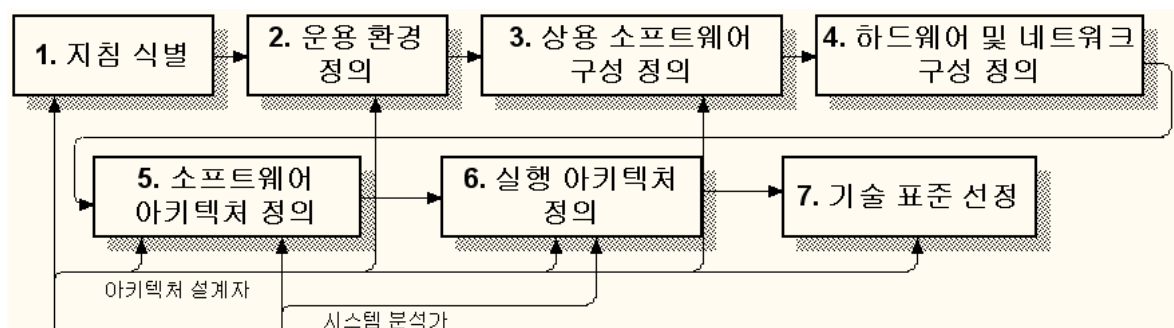 1. 지침 식별
2. 운용 환경
정의
3. 상용 소프트웨어
구성 정의
4. 하드웨어 및 네트워크
구성 정의
5. 소프트웨어
아키텍처 정의
6. 실행 아키텍처
정의
7. 기술 표준 선정
아키텍처 설계자
시스템 분석가